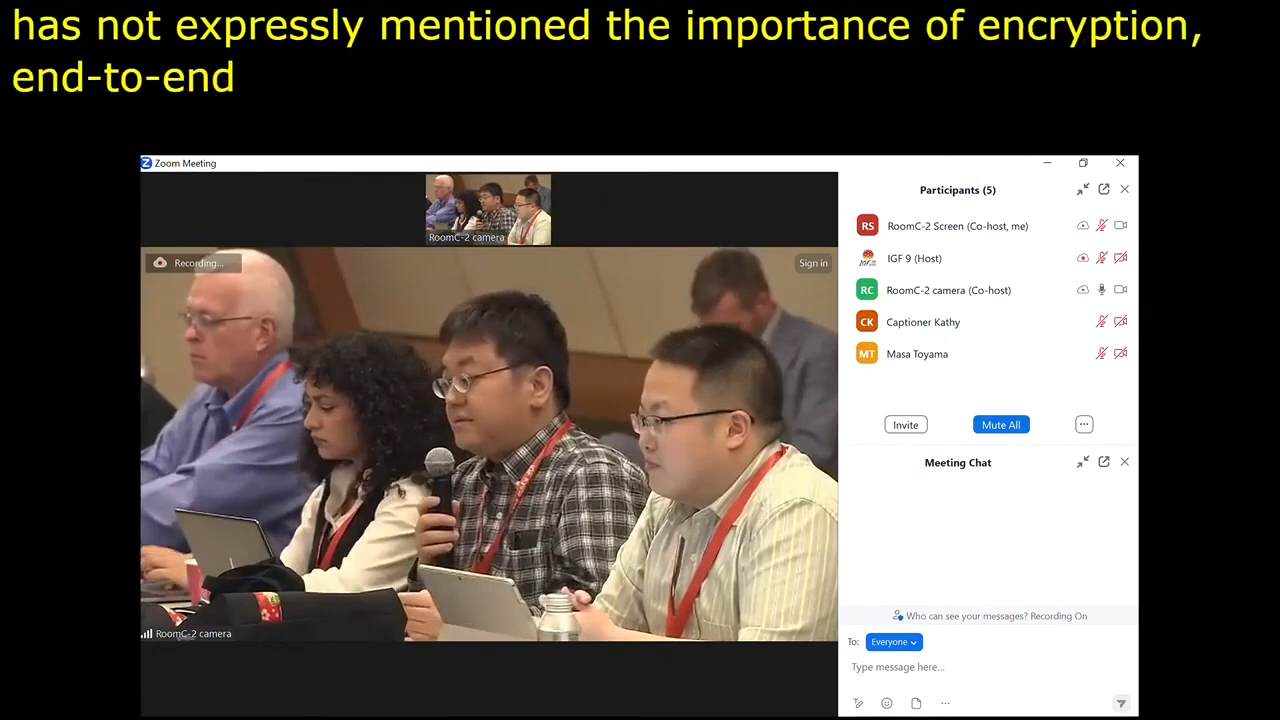 has not expressly mentioned the importance of encryption,
end-to-end
Zoom Meeting
RoomC-2 camera
Recording...
Sign in
RoomC-2 camera
Participants (5)
RS RoomC-2 Screen (Co-host, me)
IGF 9 (Host)
RC RoomC-2 camera (Co-host)
CK Captioner Kathy
MT Masa Toyama
Invite
Mute All
Meeting Chat
Who can see your messages? Recording On
To: Everyone
Type message here...